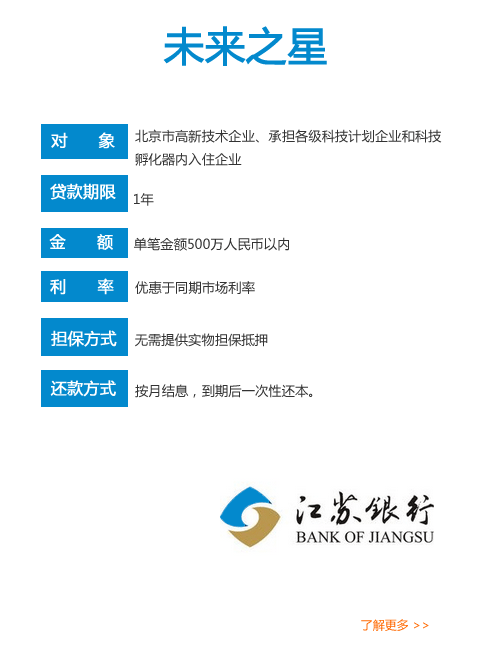 未来之星
对 象
北京市高新技术企业、承担各级科技计划企业和科技
孵化器内入住企业
贷款期限
1年
金 额
单笔金额500万人民币以内
利 率
优惠于同期市场利率
担保方式
无需提供实物担保抵押
还款方式
按月结息，到期后一次性还本。
江苏银行
BANK OF JIANGSU
了解更多 >>